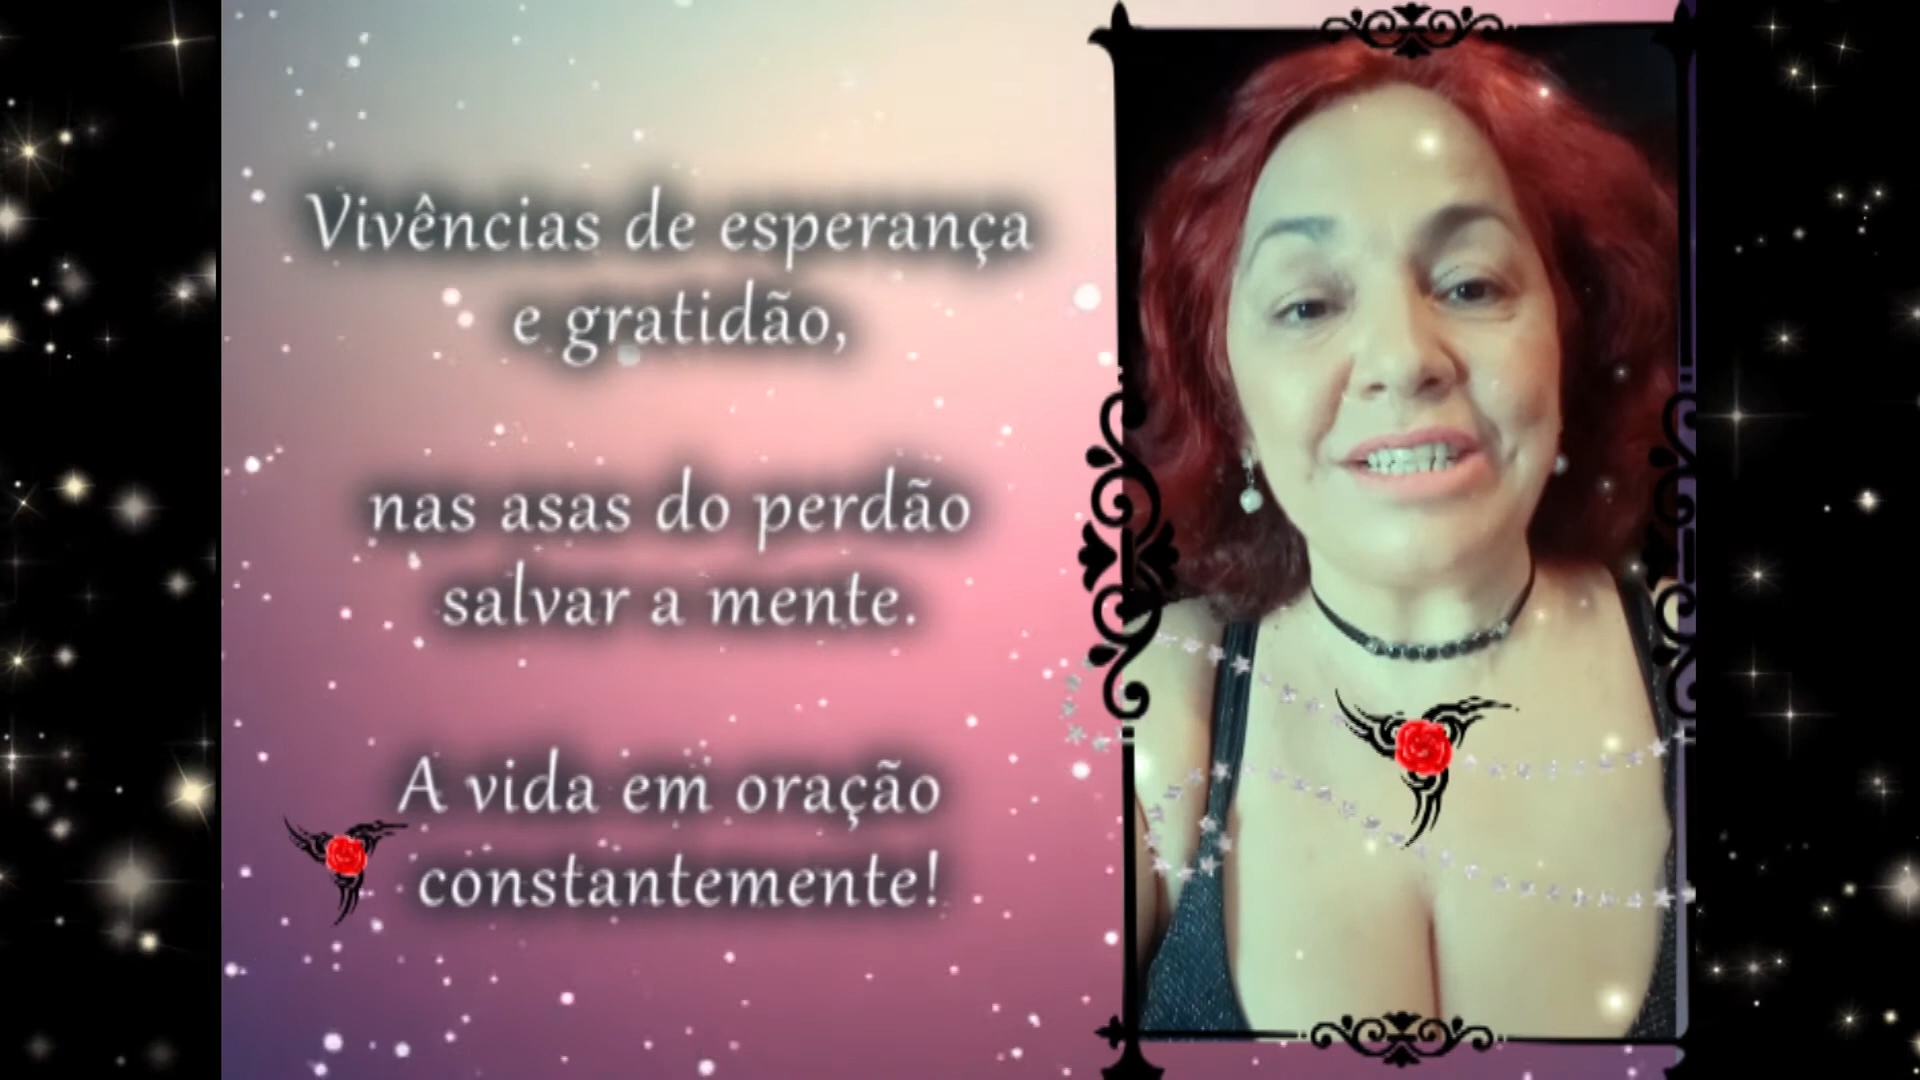 Vivências de esperança
e gratidão,
nas asas do perdão
salvar a mente.
A vida em oração
constantemente!